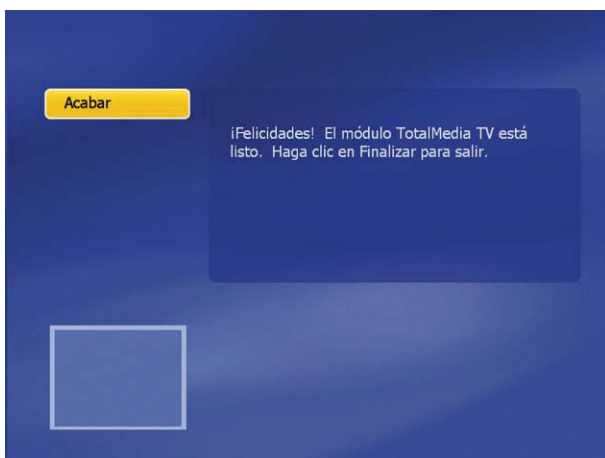 Acabar
¡Felicidades! El módulo TotalMedia TV está
listo. Haga clic en Finalizar para salir.